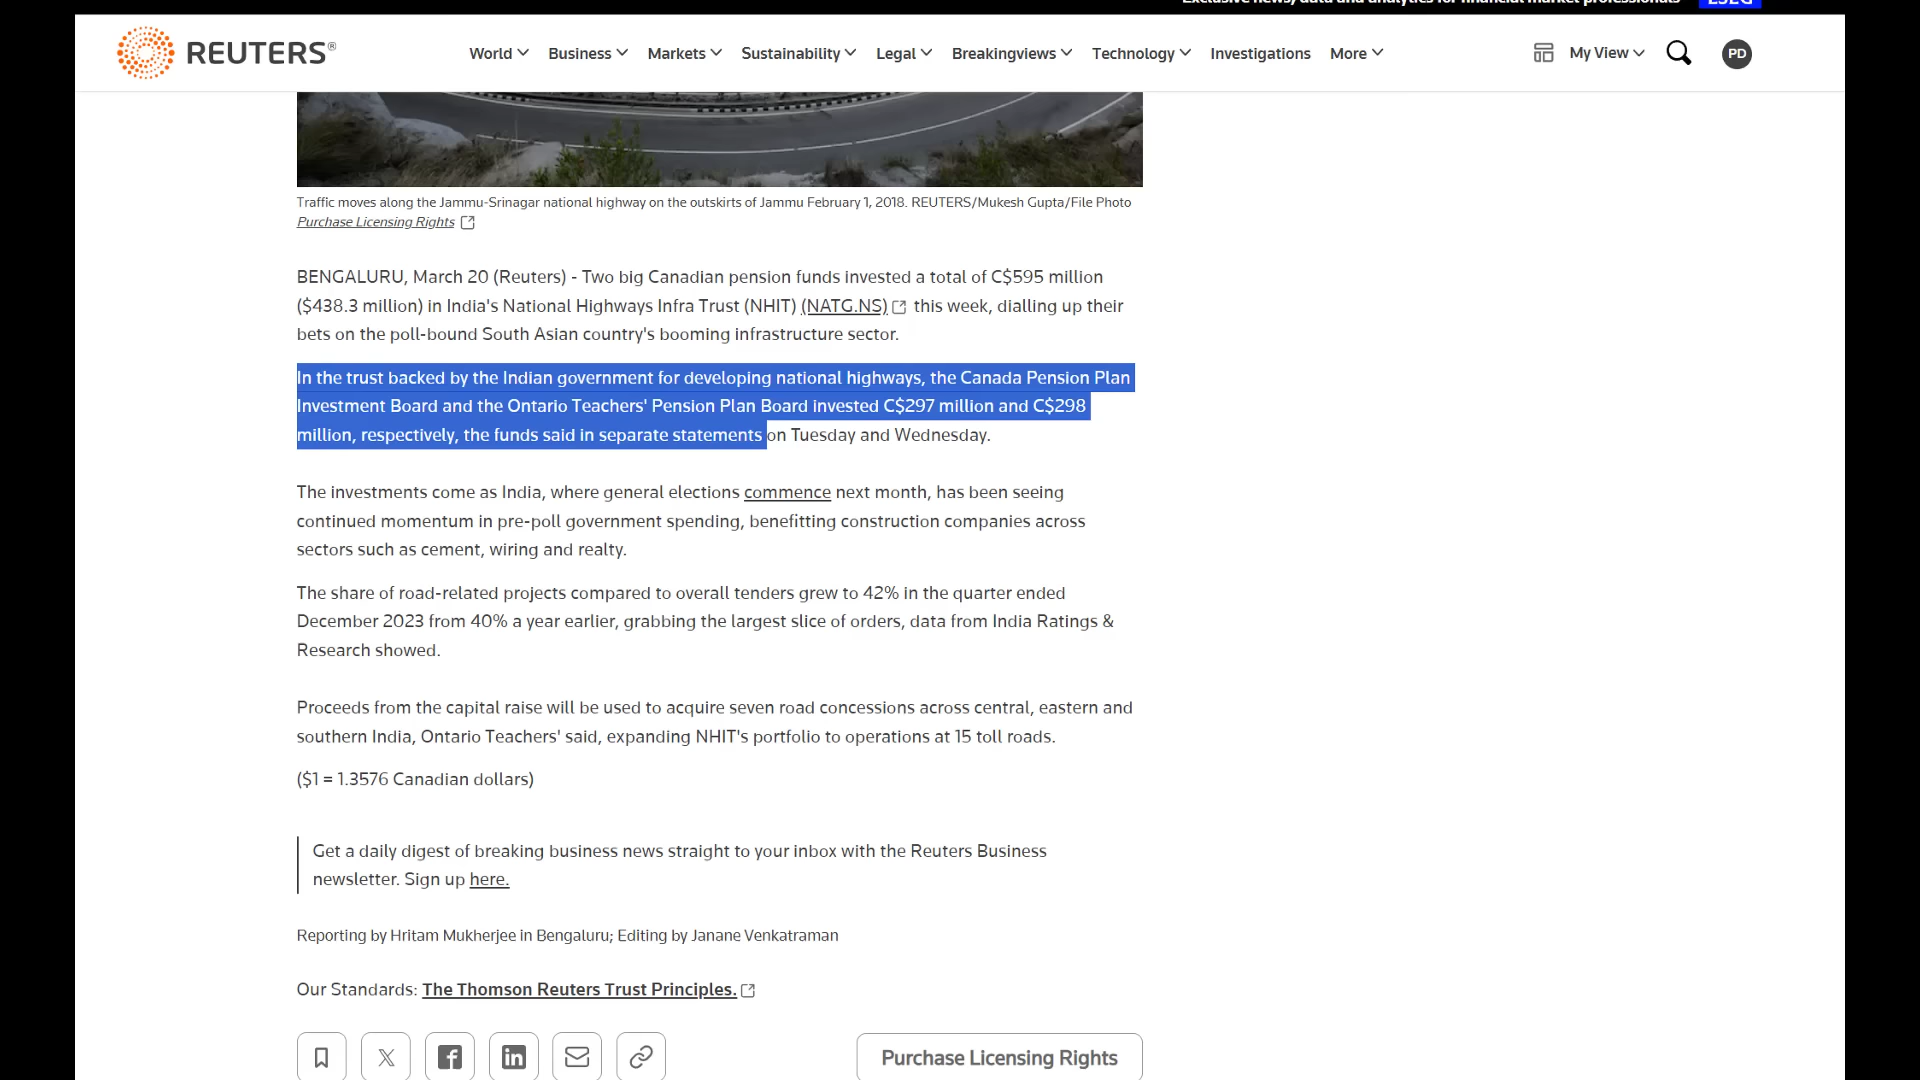 Exclusive news, data and analytics for financial market professionals LSEG
REUTERS®
World Business Markets Sustainability Legal Breakingviews Technology Investigations More My View PD
Traffic moves along the Jammu-Srinagar national highway on the outskirts of Jammu February 1, 2018. REUTERS/Mukesh Gupta/File Photo
Purchase Licensing Rights
BENGALURU, March 20 (Reuters) - Two big Canadian pension funds invested a total of C$595 million
($438.3 million) in India's National Highways Infra Trust (NHIT) (NATG.NS) this week, dialling up their
bets on the poll-bound South Asian country's booming infrastructure sector.
In the trust backed by the Indian government for developing national highways, the Canada Pension Plan
Investment Board and the Ontario Teachers' Pension Plan Board invested C$297 million and C$298
million, respectively, the funds said in separate statements on Tuesday and Wednesday.
The investments come as India, where general elections commence next month, has been seeing
continued momentum in pre-poll government spending, benefitting construction companies across
sectors such as cement, wiring and realty.
The share of road-related projects compared to overall tenders grew to 42% in the quarter ended
December 2023 from 40% a year earlier, grabbing the largest slice of orders, data from India Ratings &
Research showed.
Proceeds from the capital raise will be used to acquire seven road concessions across central, eastern and
southern India, Ontario Teachers' said, expanding NHIT's portfolio to operations at 15 toll roads.
($1 = 1.3576 Canadian dollars)
Get a daily digest of breaking business news straight to your inbox with the Reuters Business
newsletter. Sign up here.
Reporting by Hritam Mukherjee in Bengaluru; Editing by Janane Venkatraman
Our Standards: The Thomson Reuters Trust Principles.
Purchase Licensing Rights